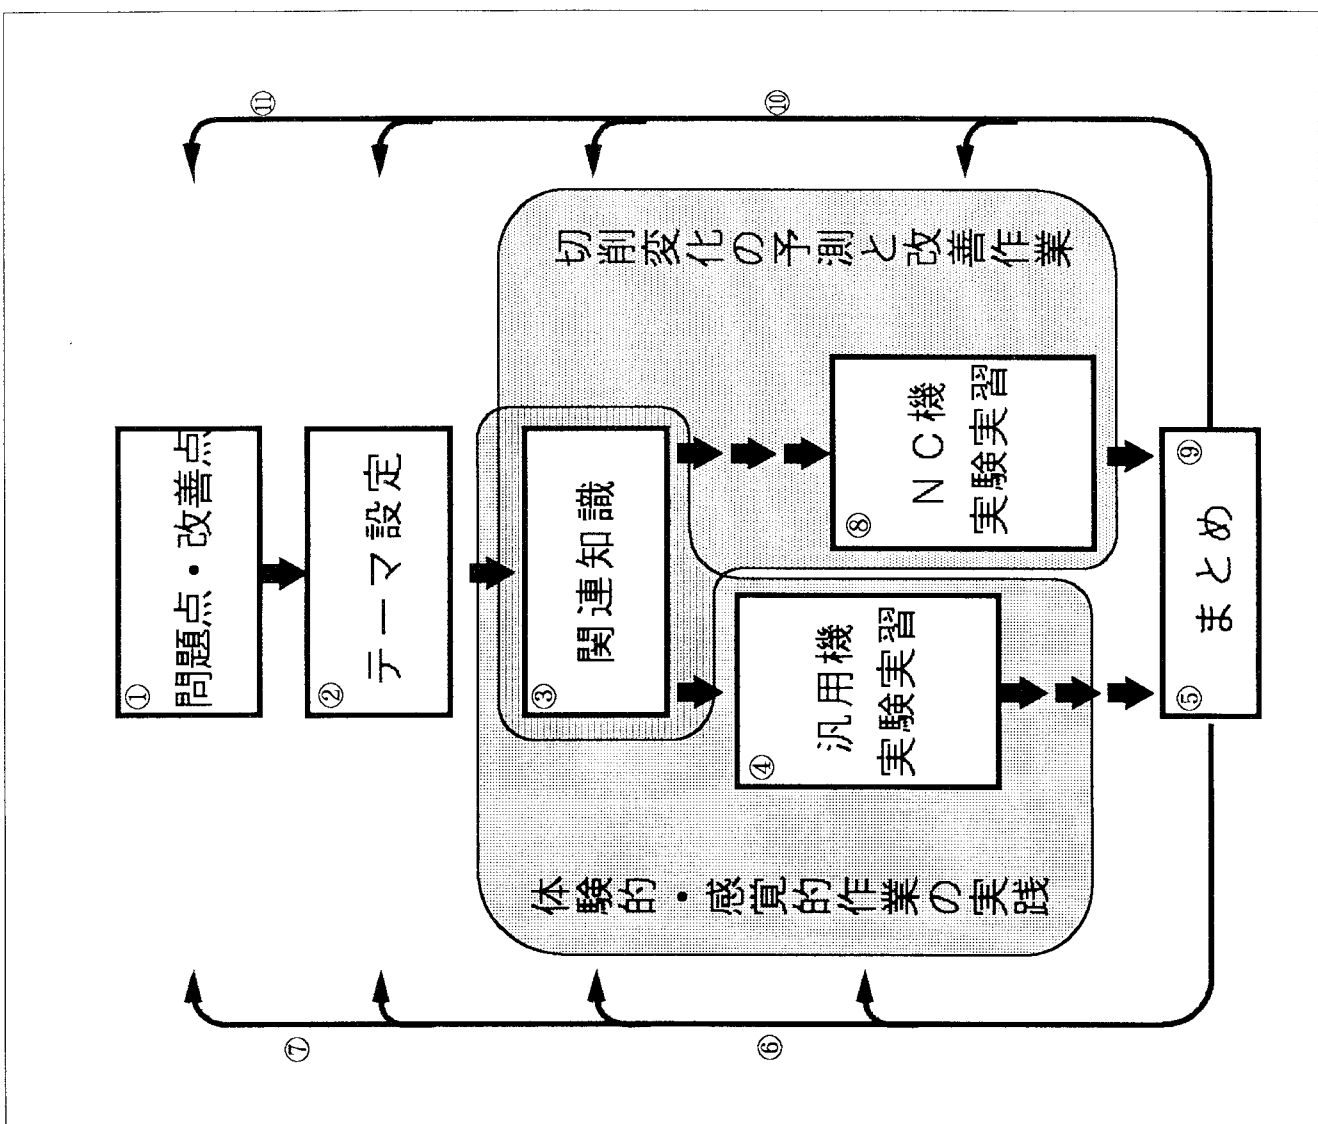 ①
問題点・改善点
②
テーマ設定
③
関連知識
④
汎用機
実験実習
⑧
NC機
実験実習
⑤
まとめ
⑨
体験的・感覚的作業の実践
切削変化の予測と改善作業
⑥
⑦
⑩
⑪